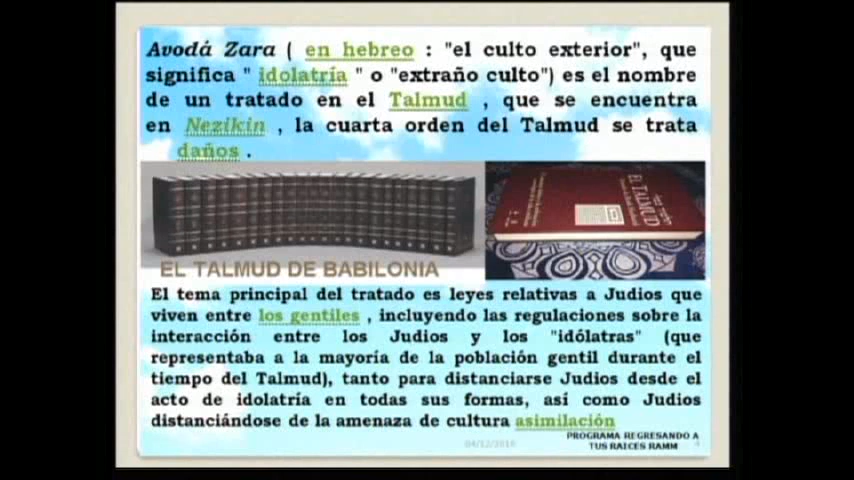 Avodá Zara ( en hebreo : "el culto exterior", que
significa " idolatría " o "extraño culto") es el nombre
de un tratado en el Talmud , que se encuentra
en Nezikin , la cuarta orden del Talmud se trata
daños .
EL TALMUD
EL TALMUD DE BABILONIA
El tema principal del tratado es leyes relativas a Judios que
viven entre los gentiles , incluyendo las regulaciones sobre la
interacción entre los Judios y los "idólatras" (que
representaba a la mayoría de la población gentil durante el
tiempo del Talmud), tanto para distanciarse Judios desde el
acto de idolatría en todas sus formas, así como Judios
distanciándose de la amenaza de cultura asimilación
PROGRAMA REGRESANDO A
TUS RAICES RAMM